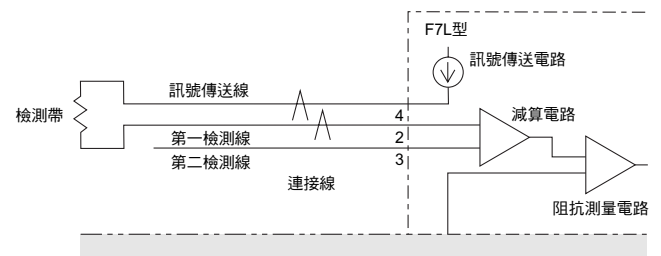 F7L型
訊號傳送電路
訊號傳送線
檢測帶
4
減算電路
第一檢測線
2
第二檢測線
3
連接線
阻抗測量電路